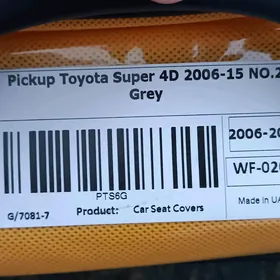 Pickup Toyota Super 4D 2006-15 NO.2
Grey
2006-20
PTS6G
WF-020
G/7081-7 Product: Car Seat Covers
Made in UA